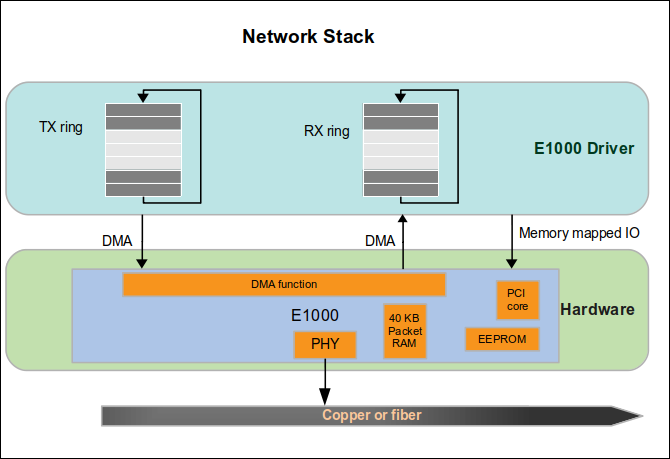 Network Stack
TX ring
RX ring
E1000 Driver
DMA
DMA
Memory mapped IO
DMA function
PCI
core
E1000
40 KB
Packet
RAM
Hardware
PHY
EEPROM
Copper or fiber